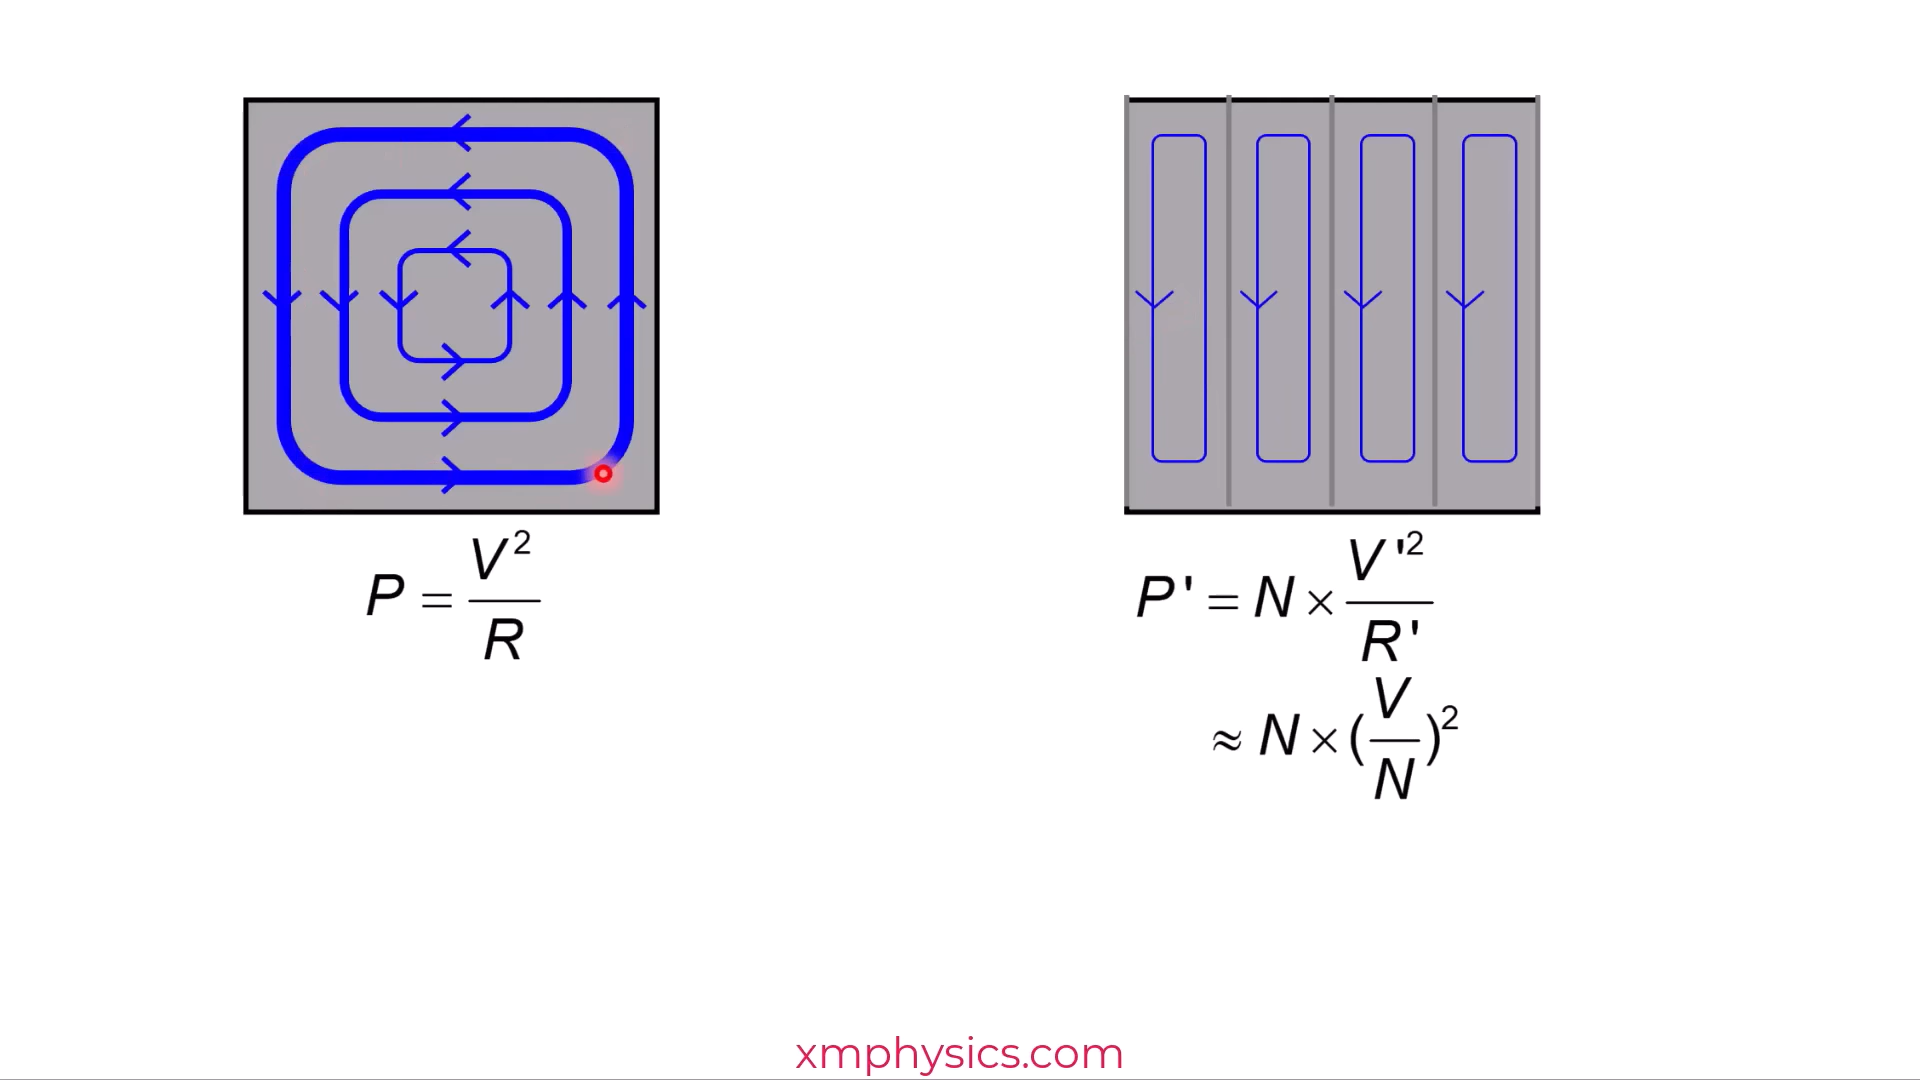 P = V² / R
P' = N × V'² / R'
≈ N × (V / N)²
xmphysics.com